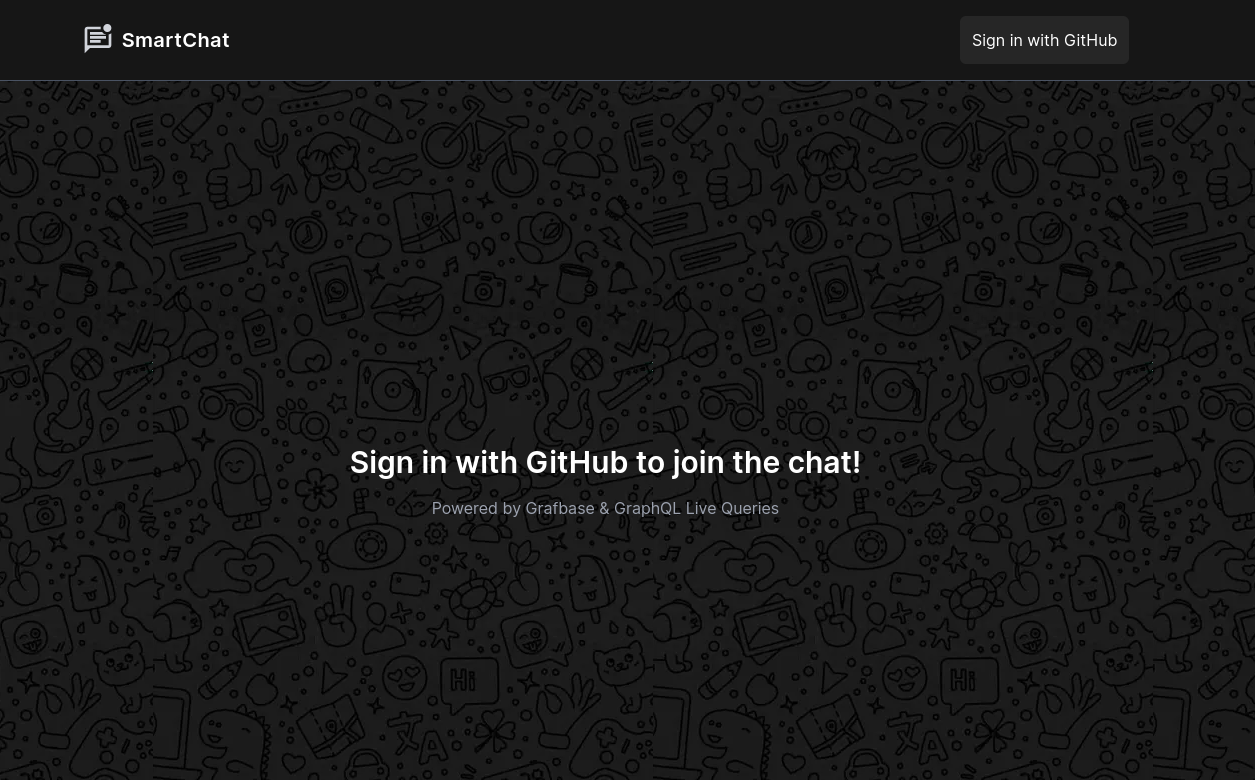 SmartChat
Sign in with GitHub
Sign in with GitHub to join the chat!
Powered by Grafbase & GraphQL Live Queries
Hi
Hi